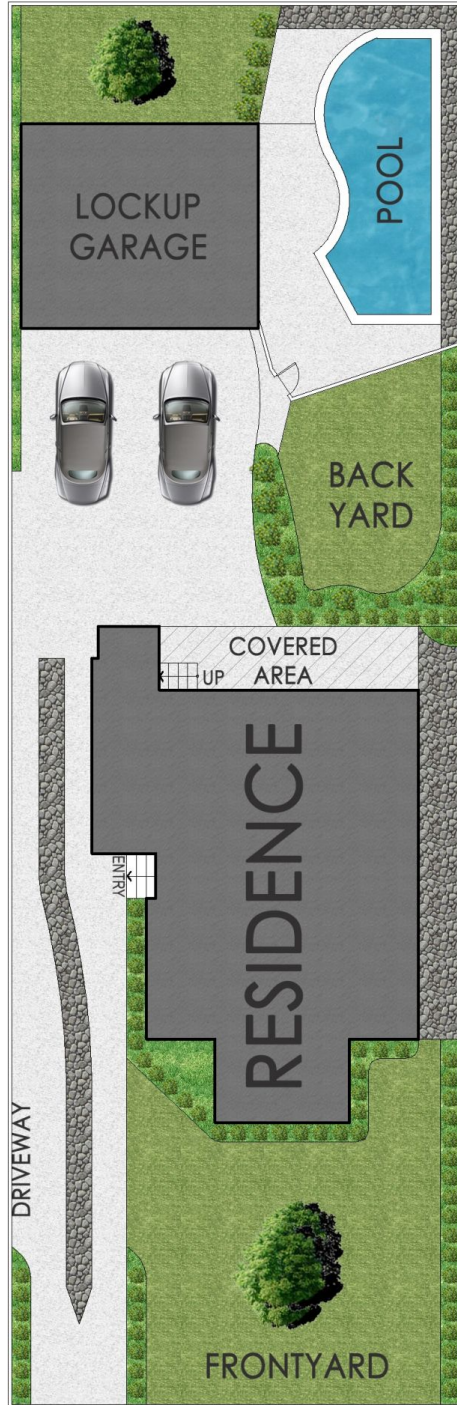 LOCKUP
GARAGE
POOL
BACK
YARD
COVERED
AREA
UP
RESIDENCE
ENTRY
DRIVEWAY
FRONTYARD